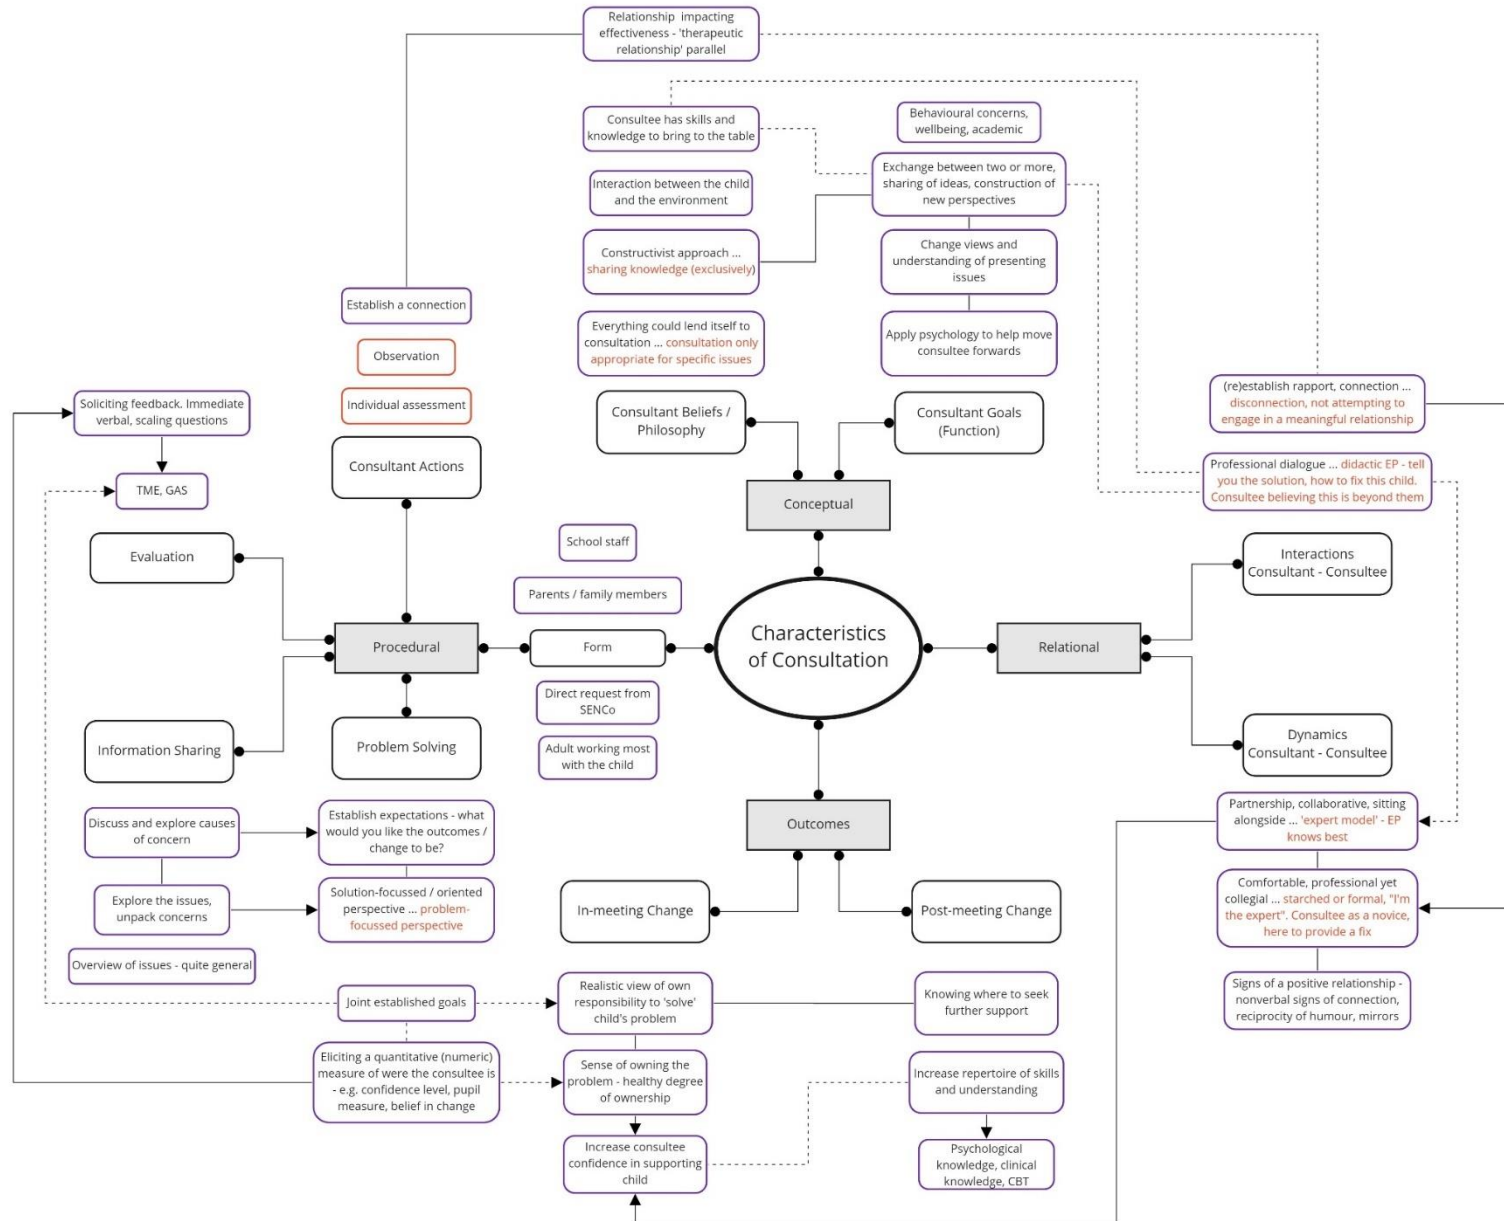 Relationship impacting
effectiveness - 'therapeutic
relationship' parallel
Consultee has skills and
knowledge to bring to the table
Behavioural concerns,
wellbeing, academic
Interaction between the child
and the environment
Exchange between two or more,
sharing of ideas, construction of
new perspectives
Constructivist approach ...
sharing knowledge (exclusively)
Change views and
understanding of presenting
issues
Establish a connection
Everything could lend itself to
consultation ... consultation only
appropriate for specific issues
Apply psychology to help move
consultee forwards
Observation
Individual assessment
Soliciting feedback. Immediate
verbal, scaling questions
Consultant Beliefs /
Philosophy
Consultant Goals
(Function)
(re)establish rapport, connection ...
disconnection, not attempting to
engage in a meaningful relationship
Consultant Actions
TME, GAS
Professional dialogue ... didactic EP - tell
you the solution, how to fix this child.
Consultee believing this is beyond them
Conceptual
Evaluation
School staff
Interactions
Consultant - Consultee
Parents / family members
Procedural
Form
Characteristics
of Consultation
Relational
Direct request from
SENCo
Information Sharing
Problem Solving
Adult working most
with the child
Dynamics
Consultant - Consultee
Discuss and explore causes
of concern
Establish expectations - what
would you like the outcomes /
change to be?
Outcomes
Partnership, collaborative, sitting
alongside ... 'expert model' - EP
knows best
Explore the issues,
unpack concerns
Solution-focussed / oriented
perspective ... problem-
focussed perspective
In-meeting Change
Post-meeting Change
Comfortable, professional yet
collegial ... starched or formal, "I'm
the expert". Consultee as a novice,
here to provide a fix
Overview of issues - quite general
Joint established goals
Realistic view of own
responsibility to 'solve'
child's problem
Knowing where to seek
further support
Signs of a positive relationship -
nonverbal signs of connection,
reciprocity of humour, mirrors
Eliciting a quantitative (numeric)
measure of were the consultee is
- e.g. confidence level, pupil
measure, belief in change
Sense of owning the
problem - healthy degree
of ownership
Increase repertoire of skills
and understanding
Increase consultee
confidence in supporting
child
Psychological
knowledge, clinical
knowledge, CBT